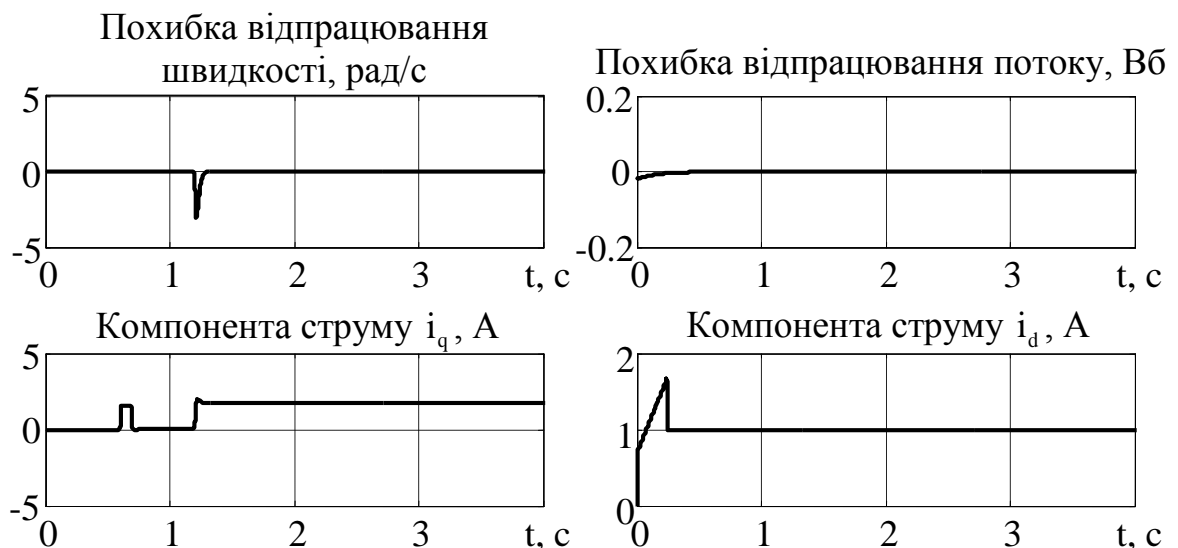 Похибка відпрацювання
швидкості, рад/с
5
0
-5
0 1 2 3 t, с
Похибка відпрацювання потоку, Вб
0.2
0
-0.2
0 1 2 3 t, с
Компонента струму i_q, А
5
0
-5
0 1 2 3 t, с
Компонента струму i_d, А
2
1
0
0 1 2 3 t, с